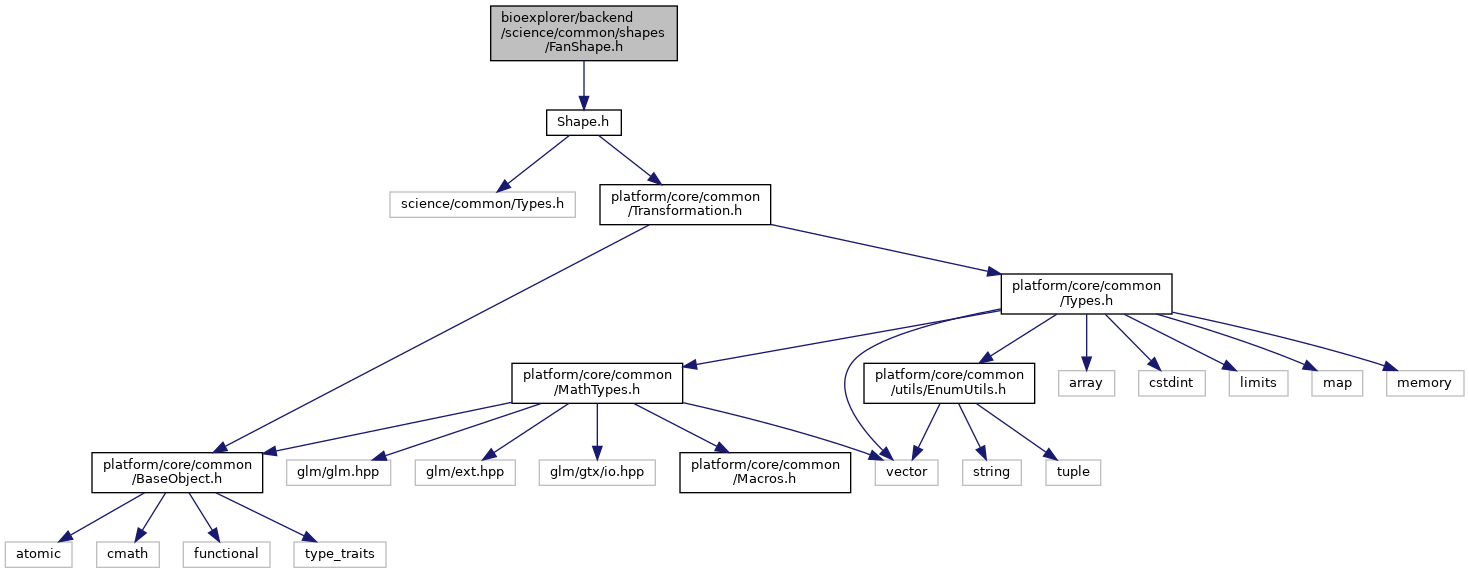 bioexplorer/backend
/science/common/shapes
/FanShape.h
Shape.h
science/common/Types.h
platform/core/common
/Transformation.h
platform/core/common
/Types.h
platform/core/common
/MathTypes.h
platform/core/common
/utils/EnumUtils.h
array
cstdint
limits
map
memory
platform/core/common
/BaseObject.h
glm/glm.hpp
glm/ext.hpp
glm/gtx/io.hpp
platform/core/common
/Macros.h
vector
string
tuple
atomic
cmath
functional
type_traits